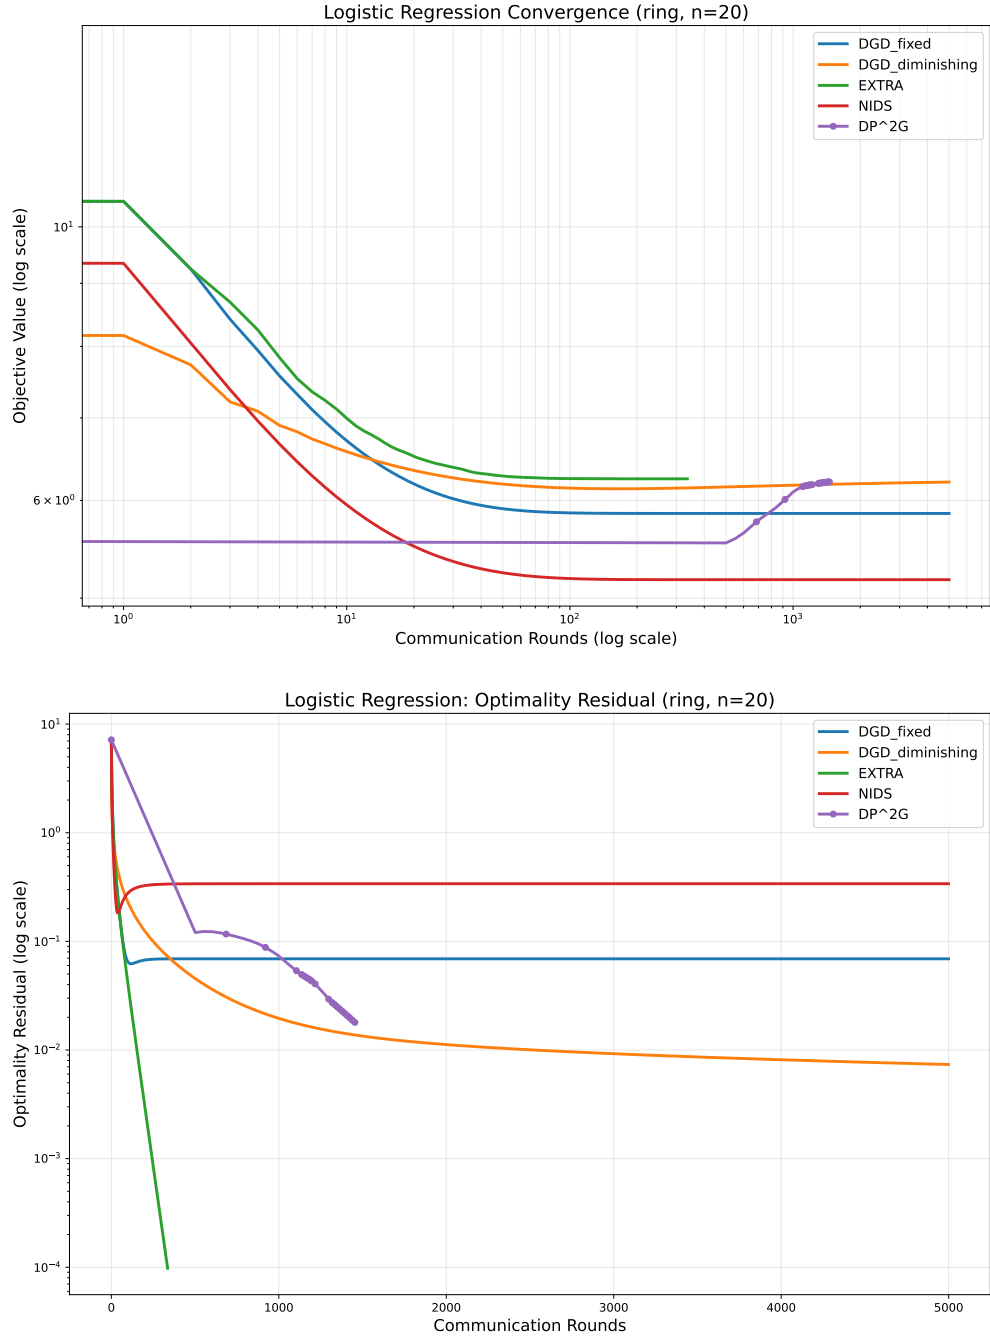 Logistic Regression Convergence (ring, n=20)
DGD_fixed
DGD_diminishing
EXTRA
NIDS
DP^2G
Objective Value (log scale)
10¹
6 × 10⁰
10⁰ 10¹ 10² 10³
Communication Rounds (log scale)
Logistic Regression: Optimality Residual (ring, n=20)
DGD_fixed
DGD_diminishing
EXTRA
NIDS
DP^2G
Optimality Residual (log scale)
10¹
10⁰
10⁻¹
10⁻²
10⁻³
10⁻⁴
0 1000 2000 3000 4000 5000
Communication Rounds